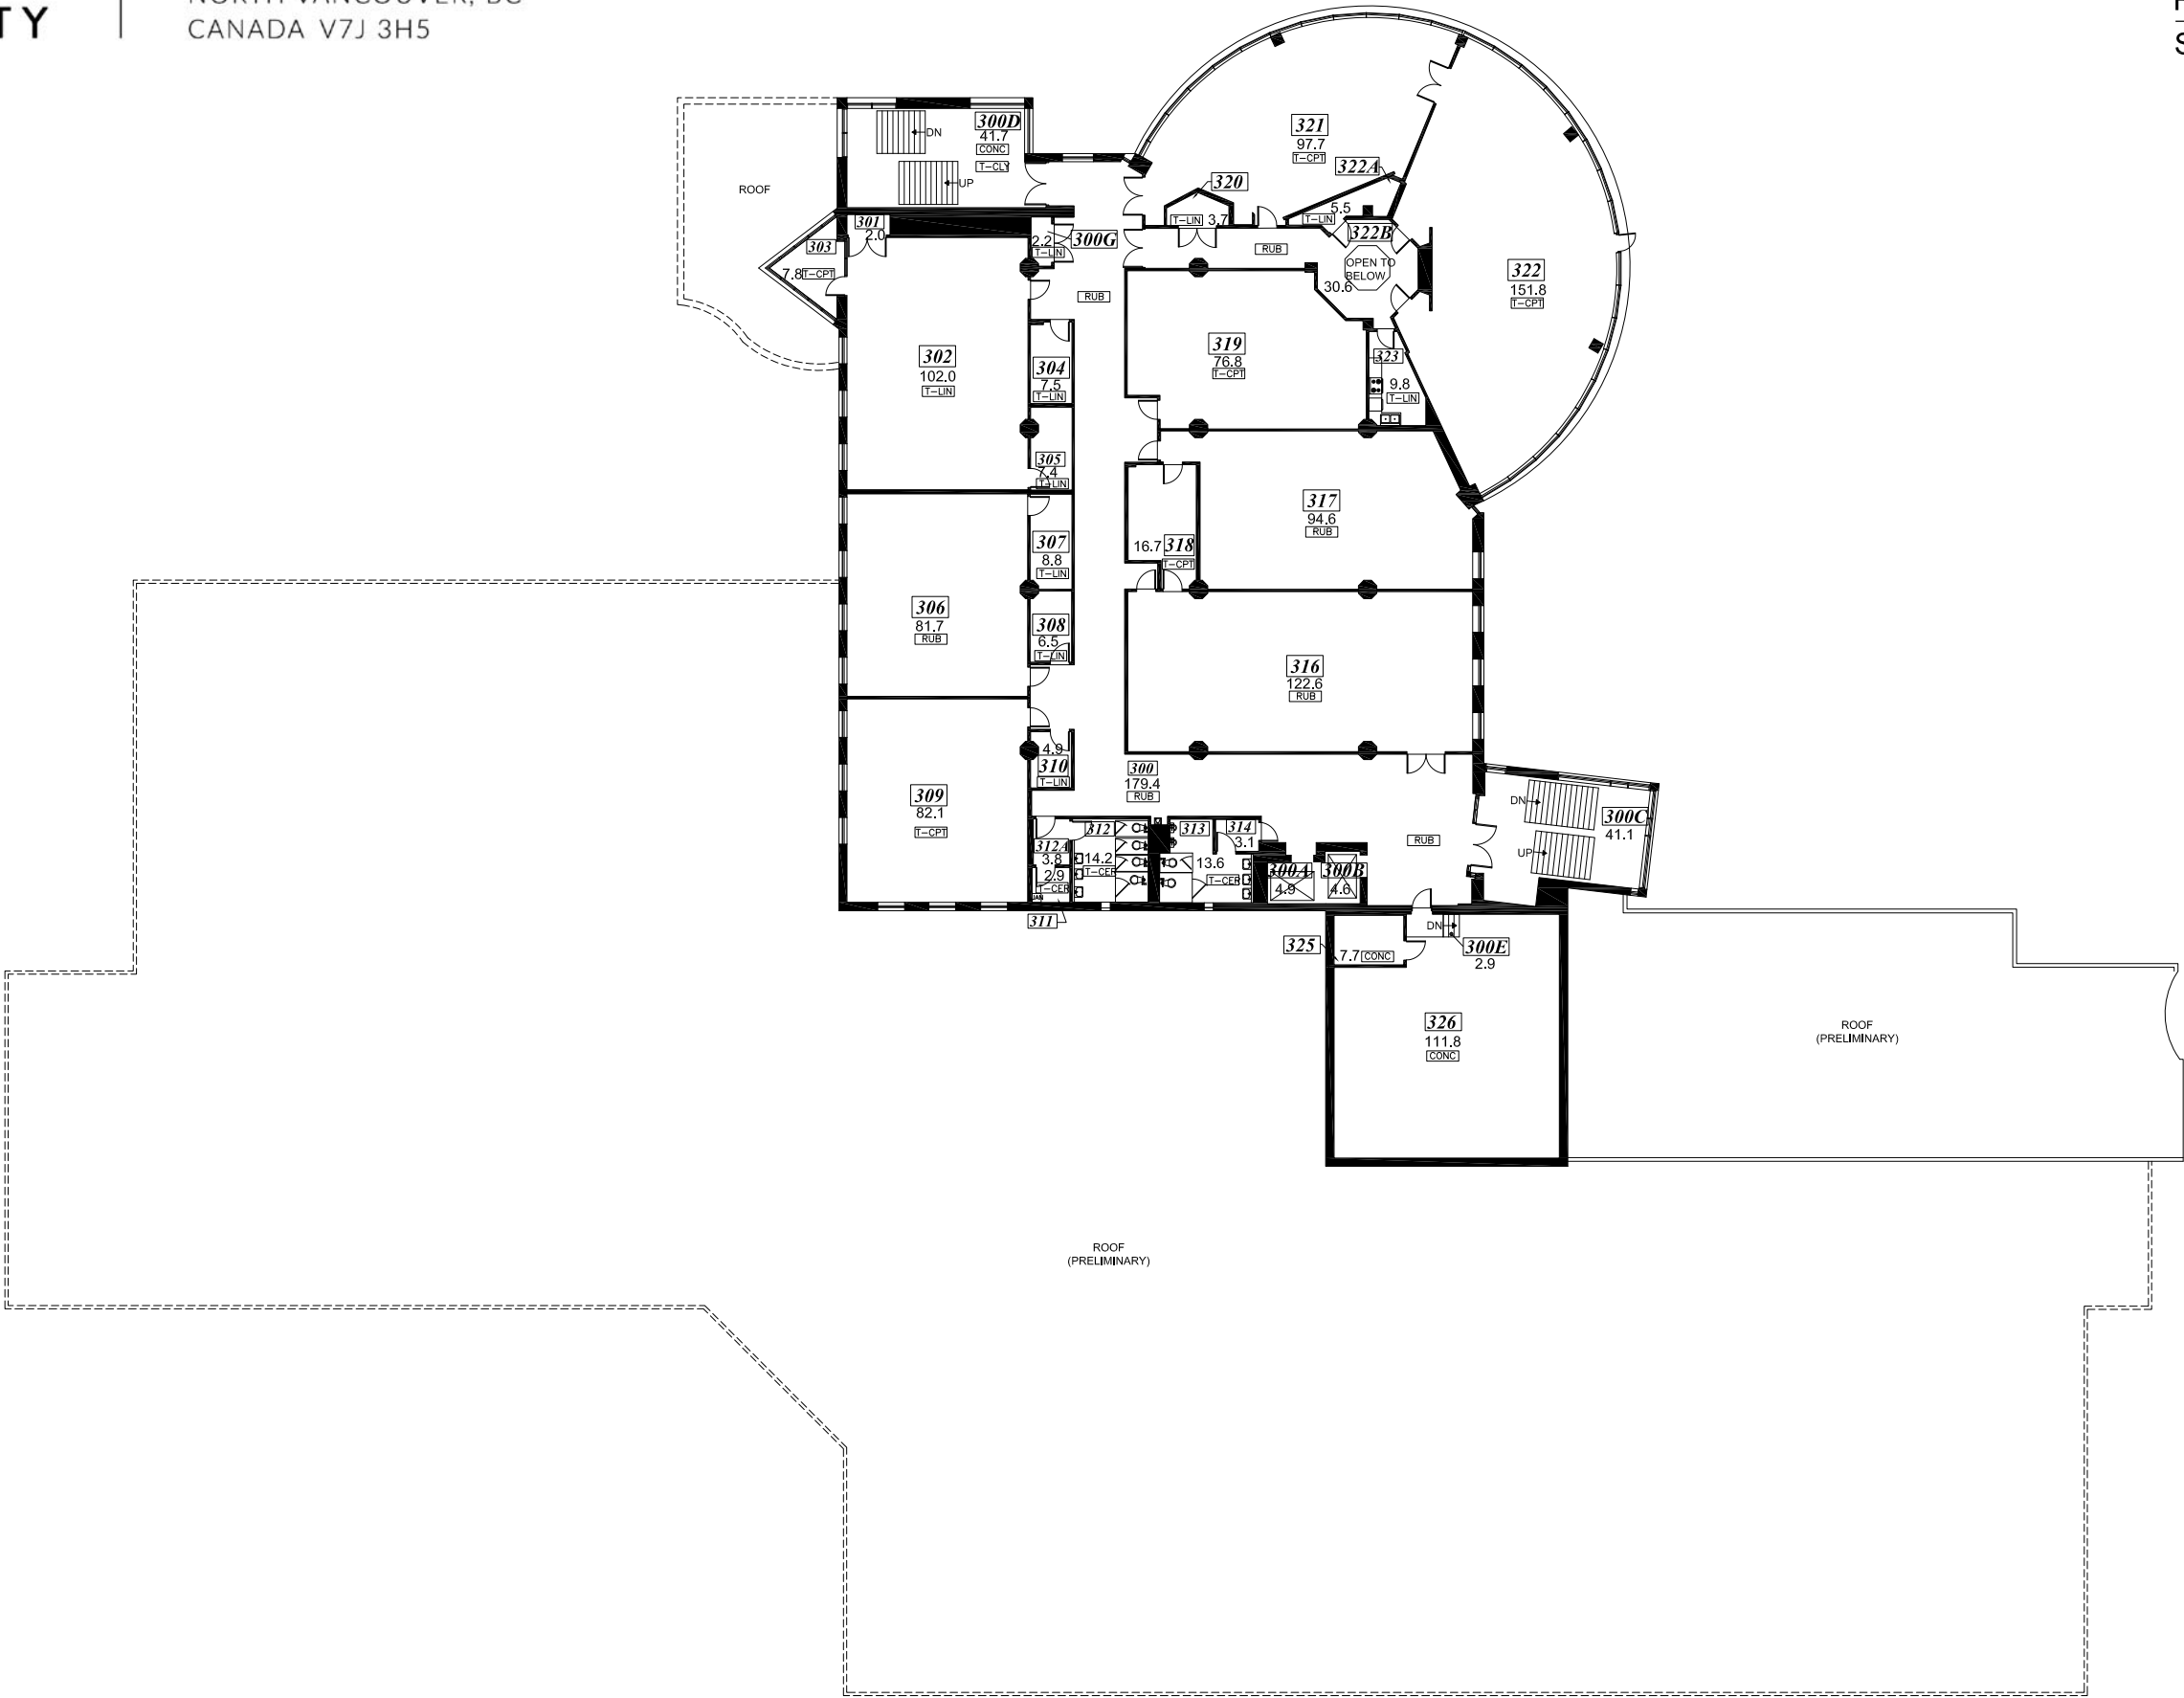 TY
CANADA V7J 3H5
300D
41.7
CONC
T-CLY
DN
UP
ROOF
321
97.7
T-CPT
322A
320
T-LIN
3.7
5.5
T-LIN
322B
RUB
OPEN TO
BELOW
30.6
301
2.0
303
7.8
T-CPT
2.2
T-LIN
300G
RUB
322
151.8
T-CPT
302
102.0
T-LIN
304
7.5
T-LIN
319
76.8
T-CPT
323
9.8
T-LIN
305
7.4
T-LIN
317
94.6
RUB
307
8.8
T-LIN
16.7
318
T-CPT
306
81.7
RUB
308
6.5
T-LIN
316
122.6
RUB
4.9
310
T-LIN
300
179.4
RUB
309
82.1
T-CPT
DN
UP
300C
41.1
312
14.2
T-CER
312A
3.8
2.9
T-CER
311
313
13.6
T-CER
314
3.1
300A
4.9
300B
4.6
RUB
325
7.7
CONC
DN
300E
2.9
326
111.8
CONC
ROOF
(PRELIMINARY)
ROOF
(PRELIMINARY)